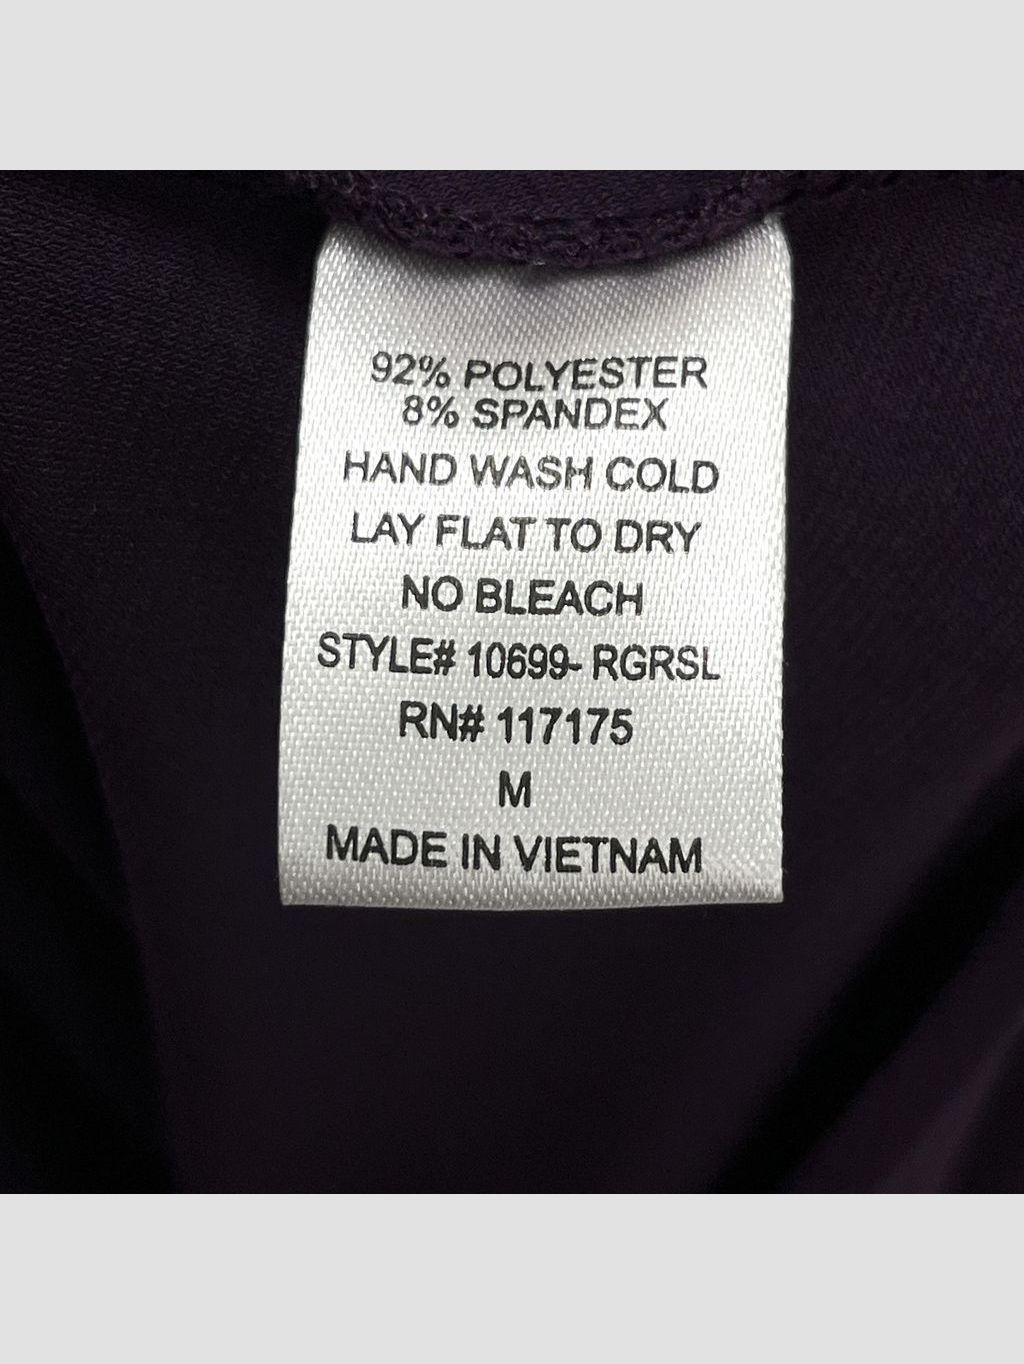 92% POLYESTER
8% SPANDEX
HAND WASH COLD
LAY FLAT TO DRY
NO BLEACH
STYLE# 10699- RGRSL
RN# 117175
M
MADE IN VIETNAM